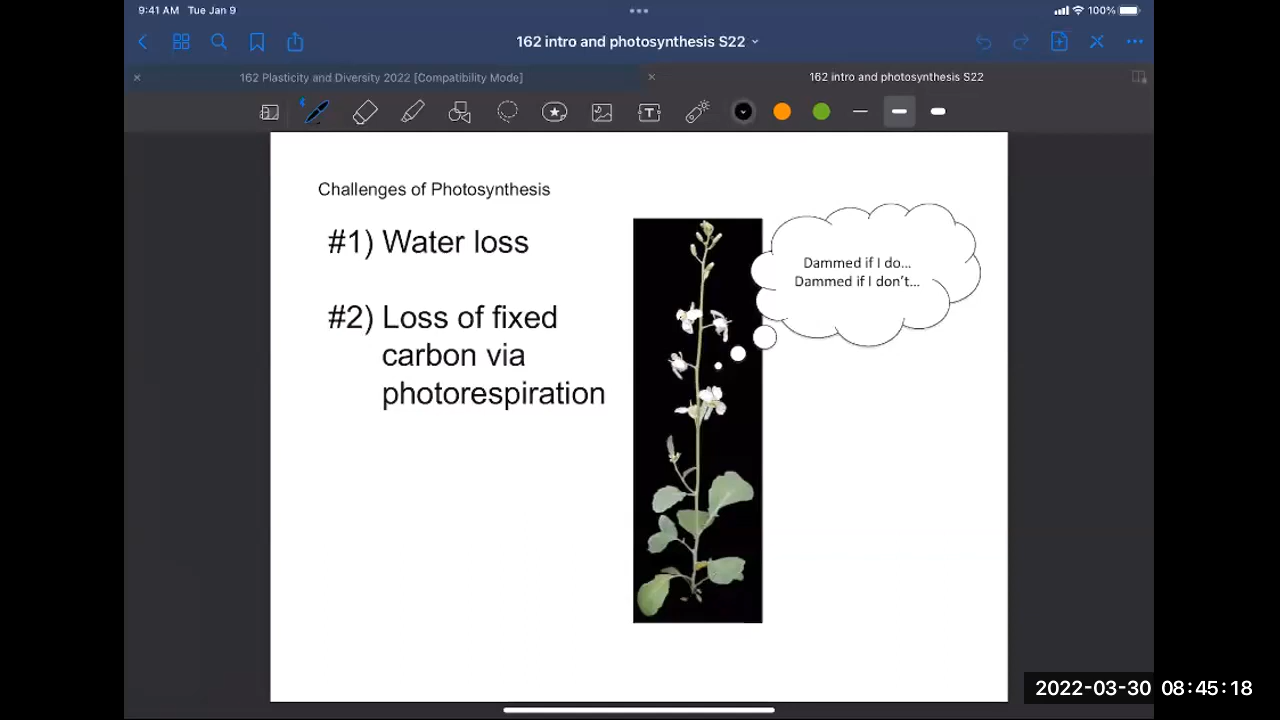 9:41 AM Tue Jan 9
100%
162 intro and photosynthesis S22
162 Plasticity and Diversity 2022 [Compatibility Mode]
162 intro and photosynthesis S22
T
Challenges of Photosynthesis
#1) Water loss
#2) Loss of fixed
carbon via
photorespiration
Dammed if I do...
Dammed if I don't...
2022-03-30 08:45:18